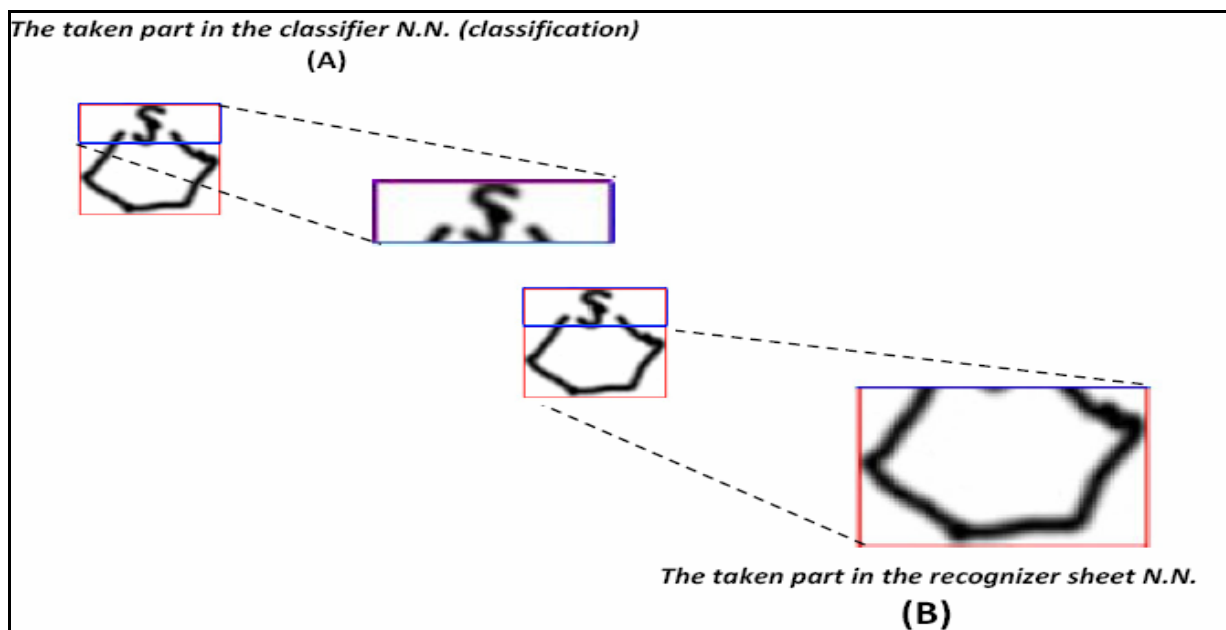 The taken part in the classifier N.N. (classification)
(A)
S
S
S
The taken part in the recognizer sheet N.N.
(B)